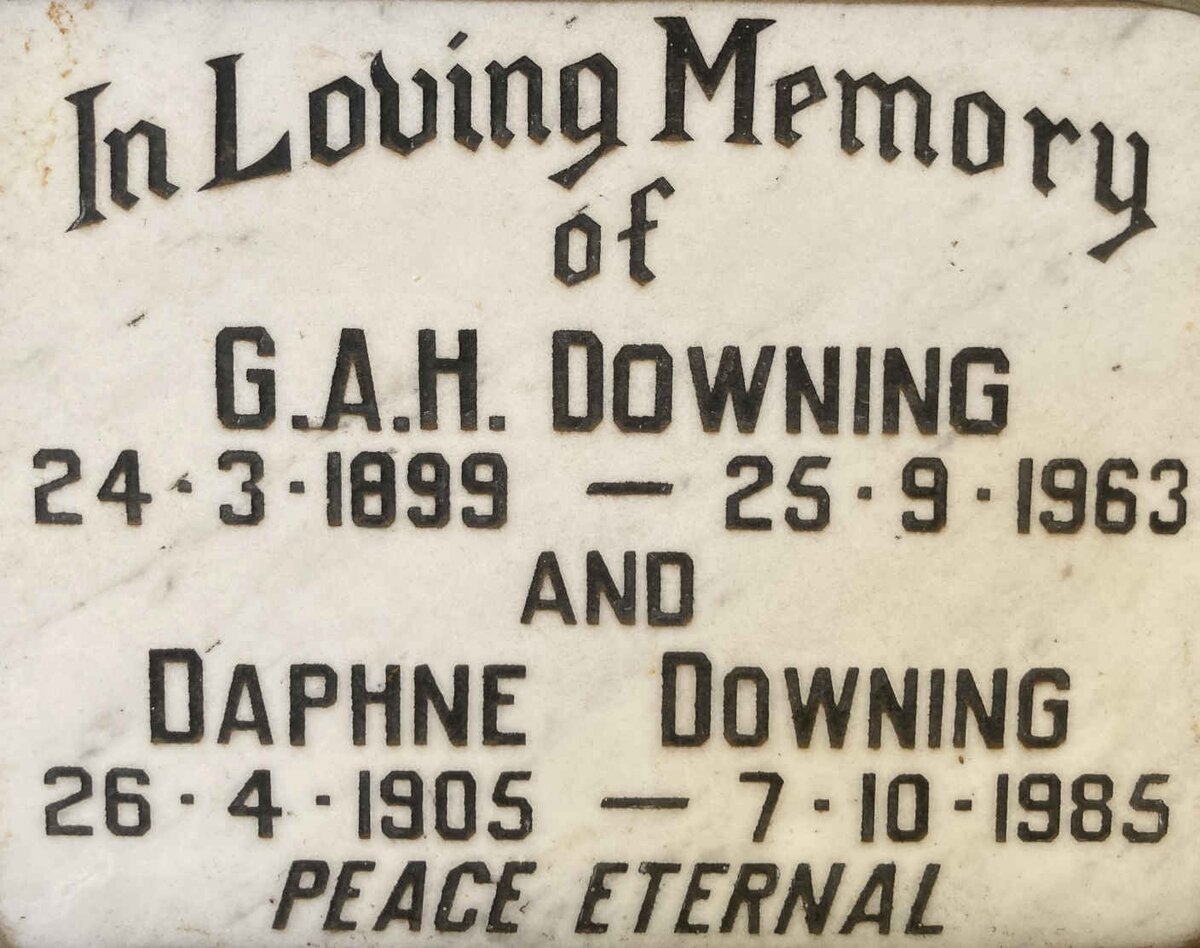 In Loving Memory
of
G.A.H. DOWNING
24·3·1899 — 25·9·1963
AND
DAPHNE DOWNING
26·4·1905 — 7·10·1985
PEACE ETERNAL